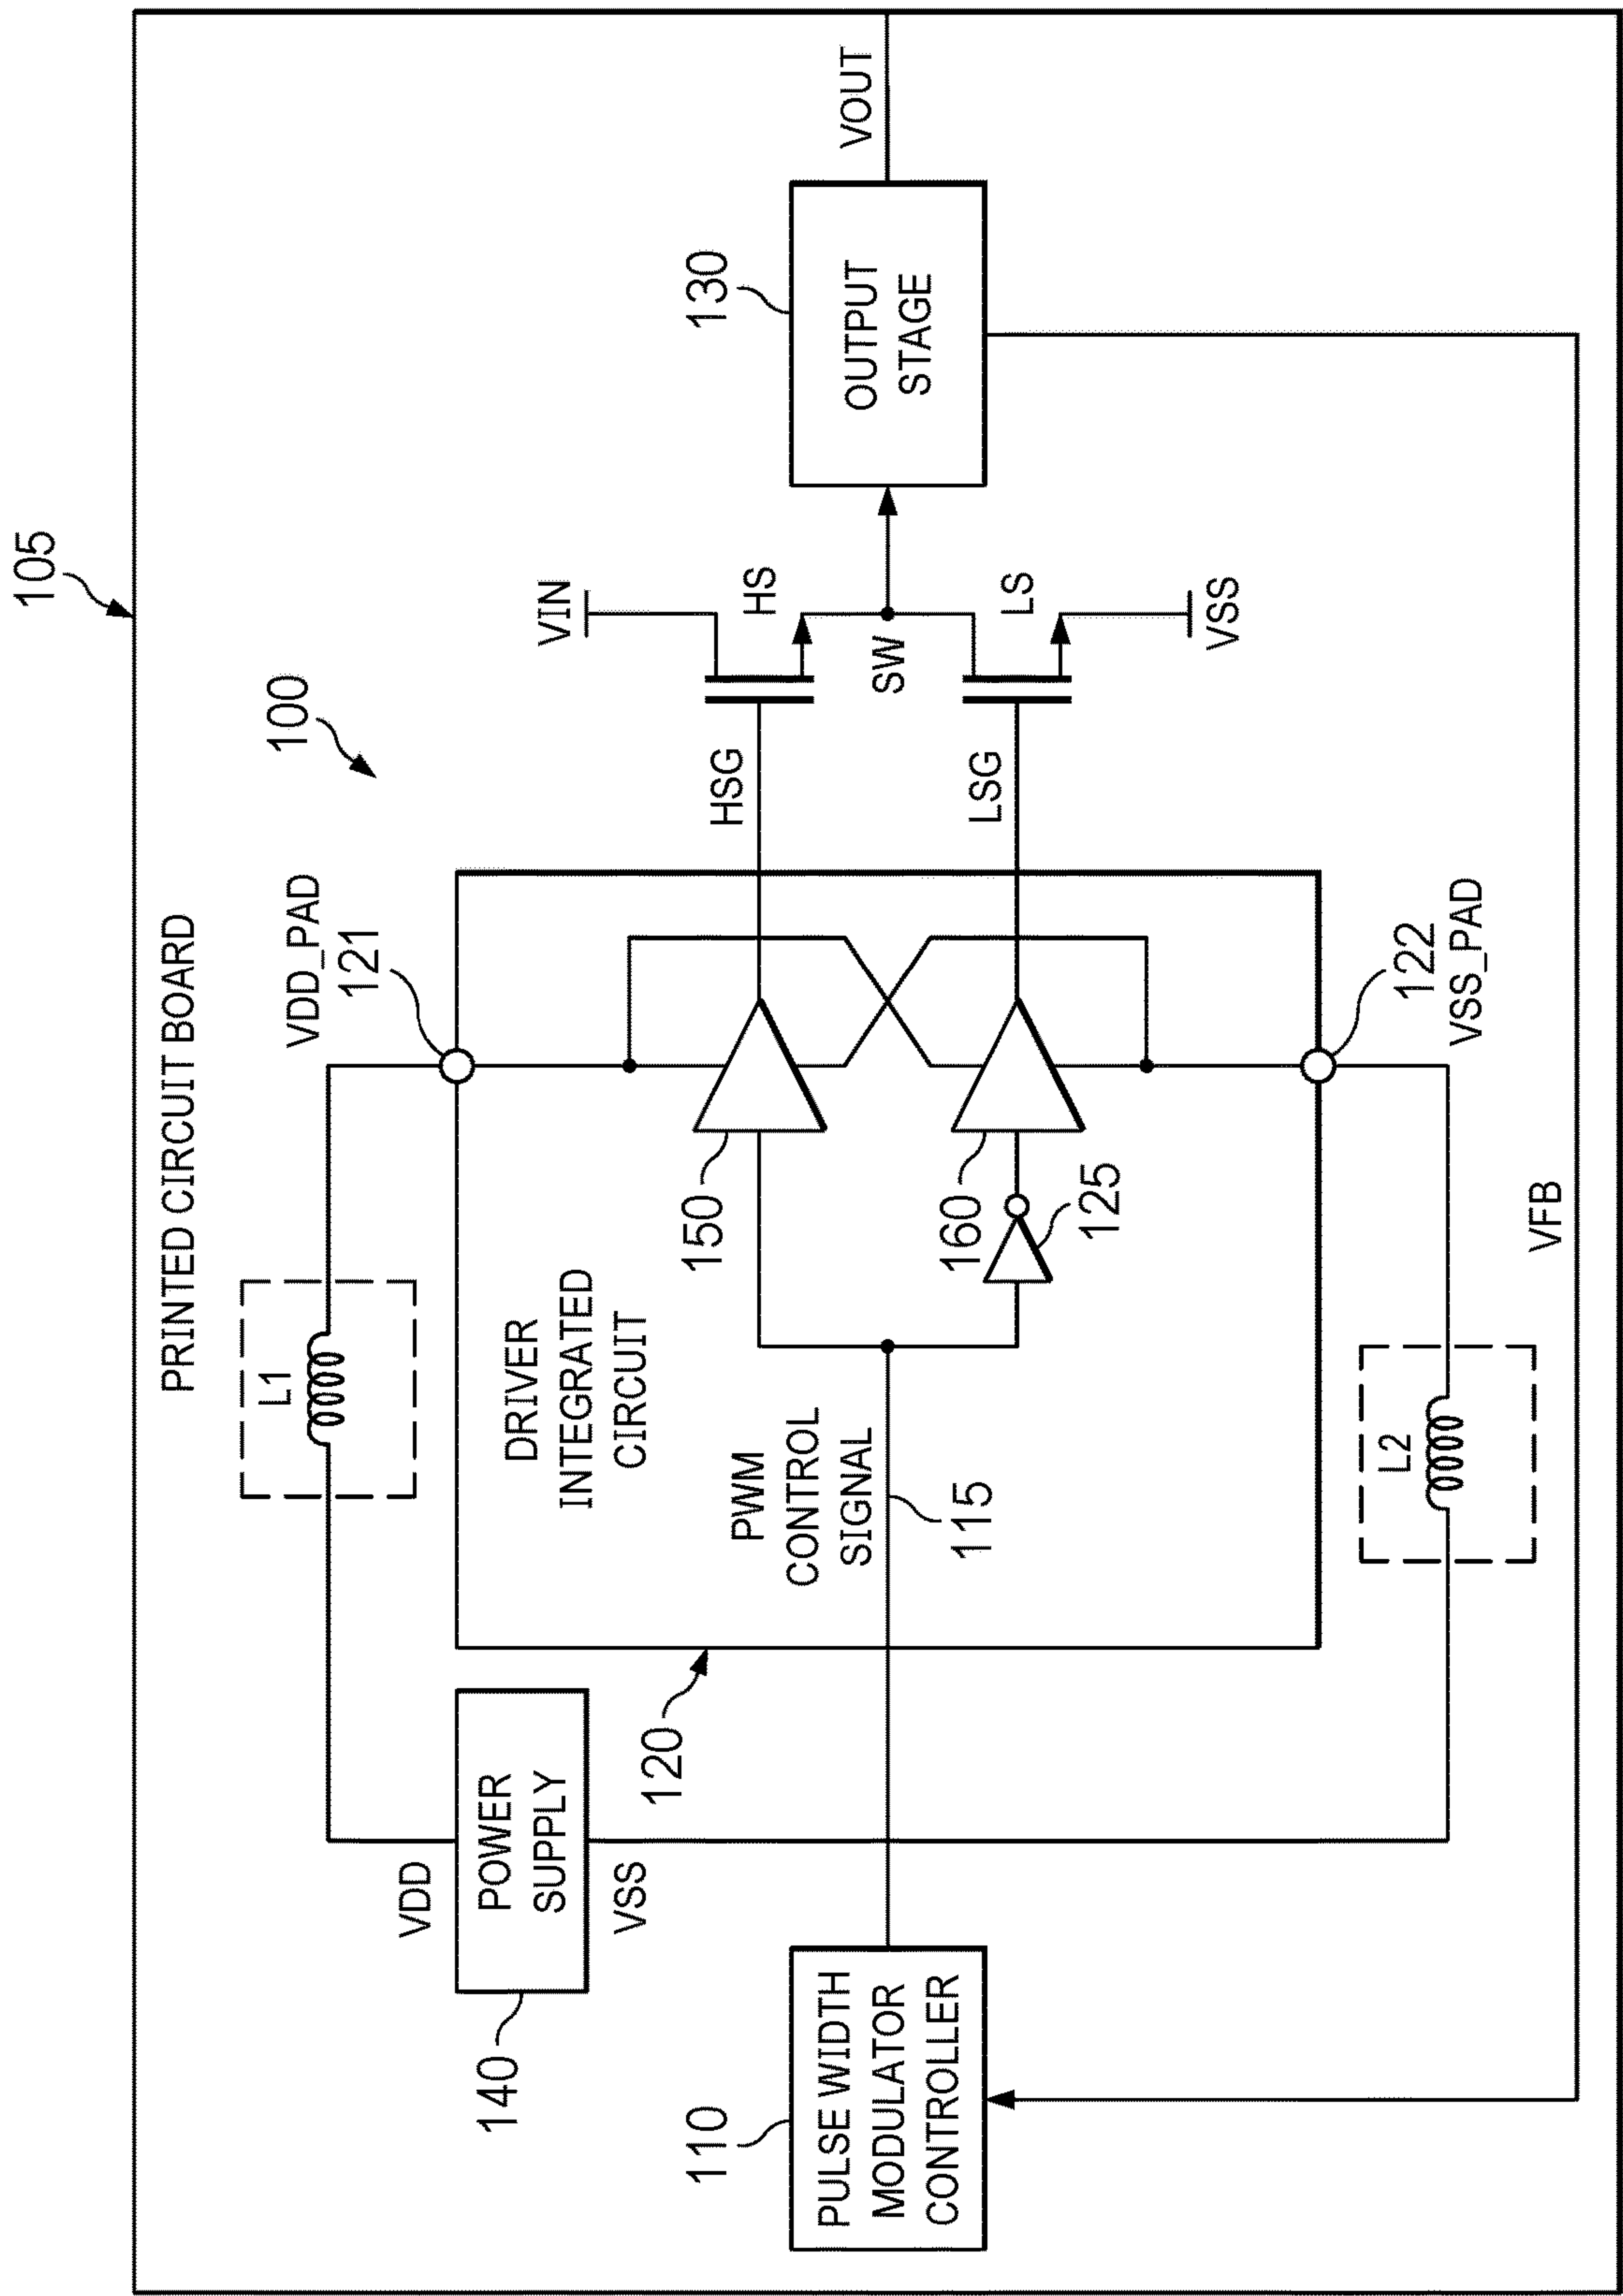 105
PRINTED CIRCUIT BOARD
100
L1
VDD_PAD
121
VDD
POWER
SUPPLY
VSS
140
DRIVER
INTEGRATED
CIRCUIT
120
PWM
CONTROL
SIGNAL
115
150
160
125
HSG
LSG
VIN
HS
SW
LS
VSS
130
OUTPUT
STAGE
VOUT
110
PULSE WIDTH
MODULATOR
CONTROLLER
L2
122
VSS_PAD
VFB